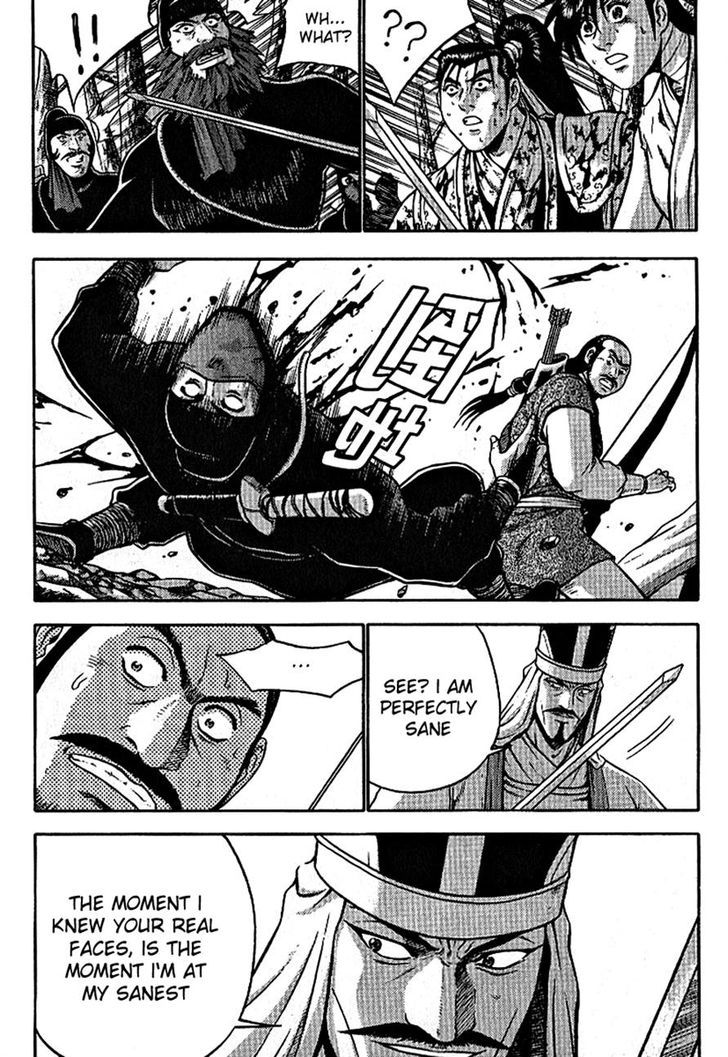 !!
WH...
WHAT?
??
...
SEE? I AM
PERFECTLY
SANE
THE MOMENT I
KNEW YOUR REAL
FACES, IS THE
MOMENT I'M AT
MY SANEST